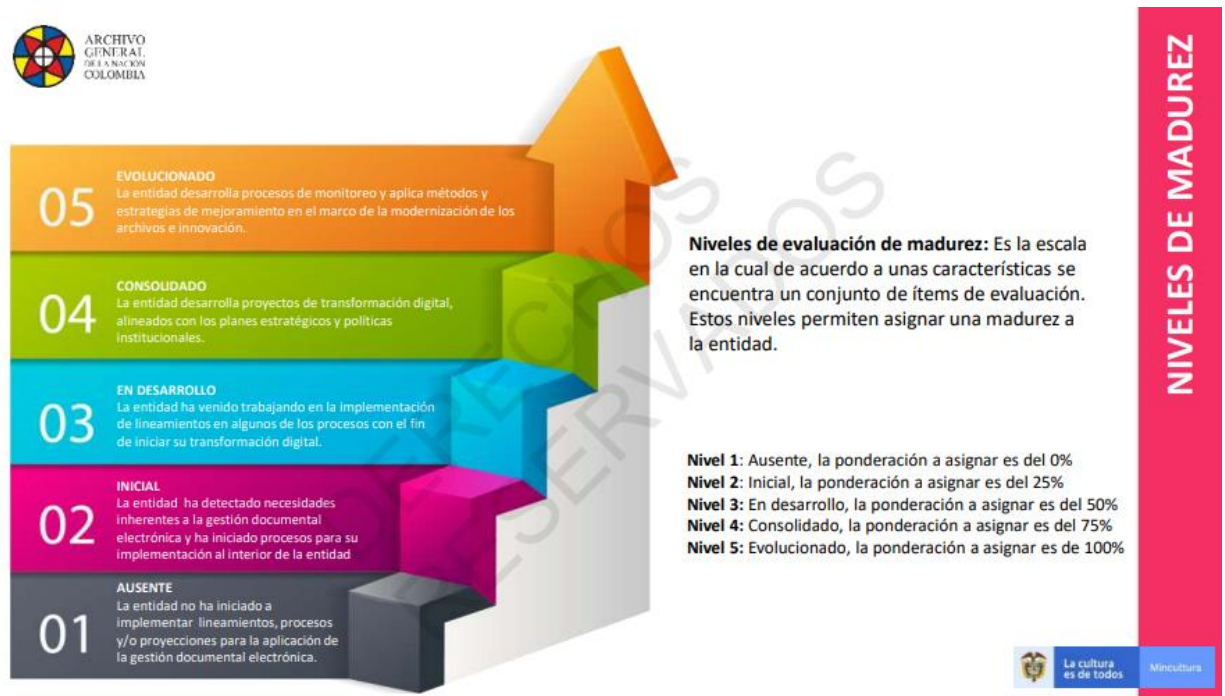 ARCHIVO
GENERAL
DE LA NACIÓN
COLOMBIA
NIVELES DE MADUREZ
05
EVOLUCIONADO
La entidad desarrolla procesos de monitoreo y aplica métodos y
estrategias de mejoramiento en el marco de la modernización de los
archivos e innovación.
04
CONSOLIDADO
La entidad desarrolla proyectos de transformación digital,
alineados con los planes estratégicos y políticas
institucionales.
03
EN DESARROLLO
La entidad ha venido trabajando en la implementación
de lineamientos en algunos de los procesos con el fin
de iniciar su transformación digital.
02
INICIAL
La entidad ha detectado necesidades
inherentes a la gestión documental
electrónica y ha iniciado procesos para su
implementación al interior de la entidad
01
AUSENTE
La entidad no ha iniciado a
implementar lineamientos, procesos
y/o proyecciones para la aplicación de
la gestión documental electrónica.
Niveles de evaluación de madurez: Es la escala
en la cual de acuerdo a unas características se
encuentra un conjunto de ítems de evaluación.
Estos niveles permiten asignar una madurez a
la entidad.
Nivel 1: Ausente, la ponderación a asignar es del 0%
Nivel 2: Inicial, la ponderación a asignar es del 25%
Nivel 3: En desarrollo, la ponderación a asignar es del 50%
Nivel 4: Consolidado, la ponderación a asignar es del 75%
Nivel 5: Evolucionado, la ponderación a asignar es de 100%
DERECHOS
RESERVADOS
La cultura
es de todos
Mincultura